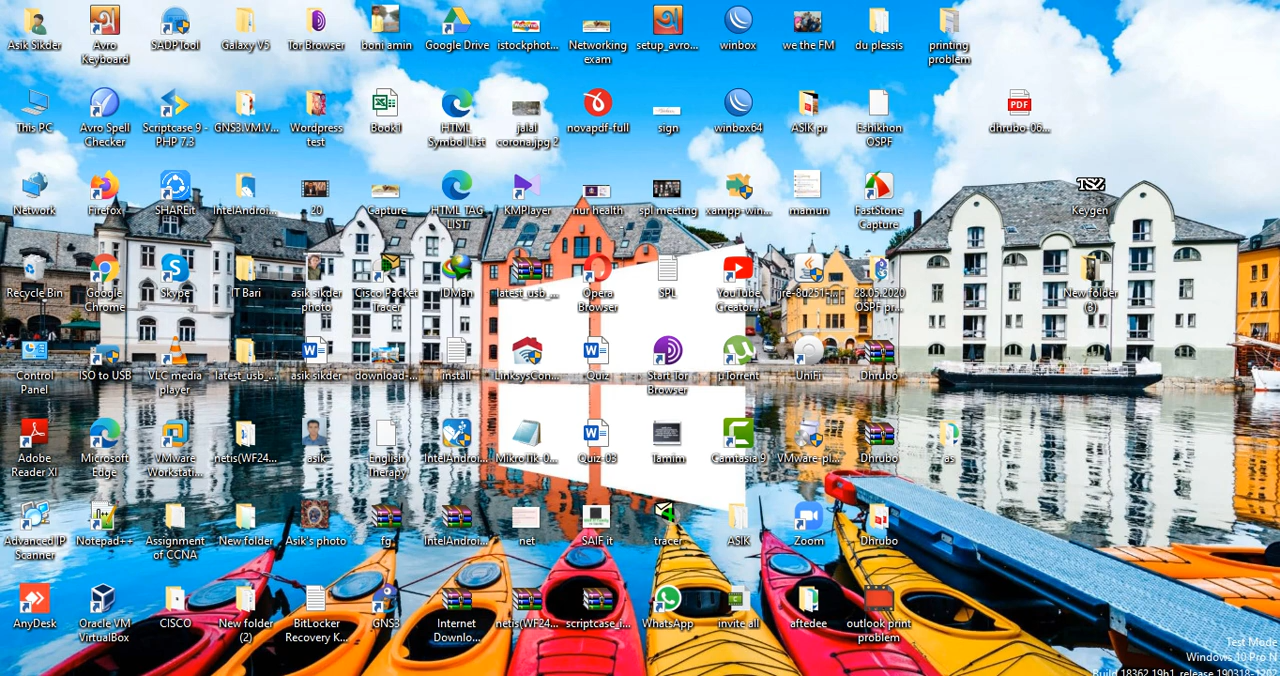 Asik Sikder
Avro Keyboard
SADPTool
Galaxy V5
Tor Browser
boni amin
Google Drive
istockphot...
Networking exam
setup_avro...
winbox
we the FM
du plessis
printing problem
This PC
Avro Spell Checker
Scriptcase 9 - PHP 7.3
GNS3.VM.V...
Wordpress test
Book1
HTML Symbol List
jalal corona.jpg 2
novapdf-full
sign
winbox64
ASIK pr
E-shikhon OSPF
PDF
dhrubo-06...
Network
Firefox
SHAREit
IntelAndroi...
20
Capture
HTML TAG LIST
KMPlayer
nur health
spl meeting
xampp-win...
mamun
FastStone Capture
TSZ
Keygen
Recycle Bin
Google Chrome
Skype
IT Bari
asik sikder photo
Cisco Packet Tracer
IDMan
latest_usb_...
Opera Browser
SPL
YouTube Creator...
jre-8u251-...
28.05.2020 OSPF pr...
New folder (3)
Control Panel
ISO to USB
VLC media player
latest_usb_...
asik sikder
download-...
install
LinksysCon...
Quiz
Start Tor Browser
µTorrent
UniFi
Dhrubo
Adobe Reader XI
Microsoft Edge
VMware Workstati...
netis(WF24...
asik
English Therapy
IntelAndroi...
MikroTik-0...
Quiz-03
Tamim
Camtasia 9
VMware-pl...
Dhrubo
as
Advanced IP Scanner
Notepad++
Assignment of CCNA
New folder
Asik's photo
fg
IntelAndroi...
net
SAIF it
tracer
ASIK
Zoom
Dhrubo
AnyDesk
Oracle VM VirtualBox
CISCO
New folder (2)
BitLocker Recovery K...
GNS3
Internet Downlo...
netis(WF24...
scriptcase_i...
WhatsApp
invite all
aftedee
outlook print problem
Test Mode
Windows 10 Pro N
Build 18362.19h1_release.190318-1202